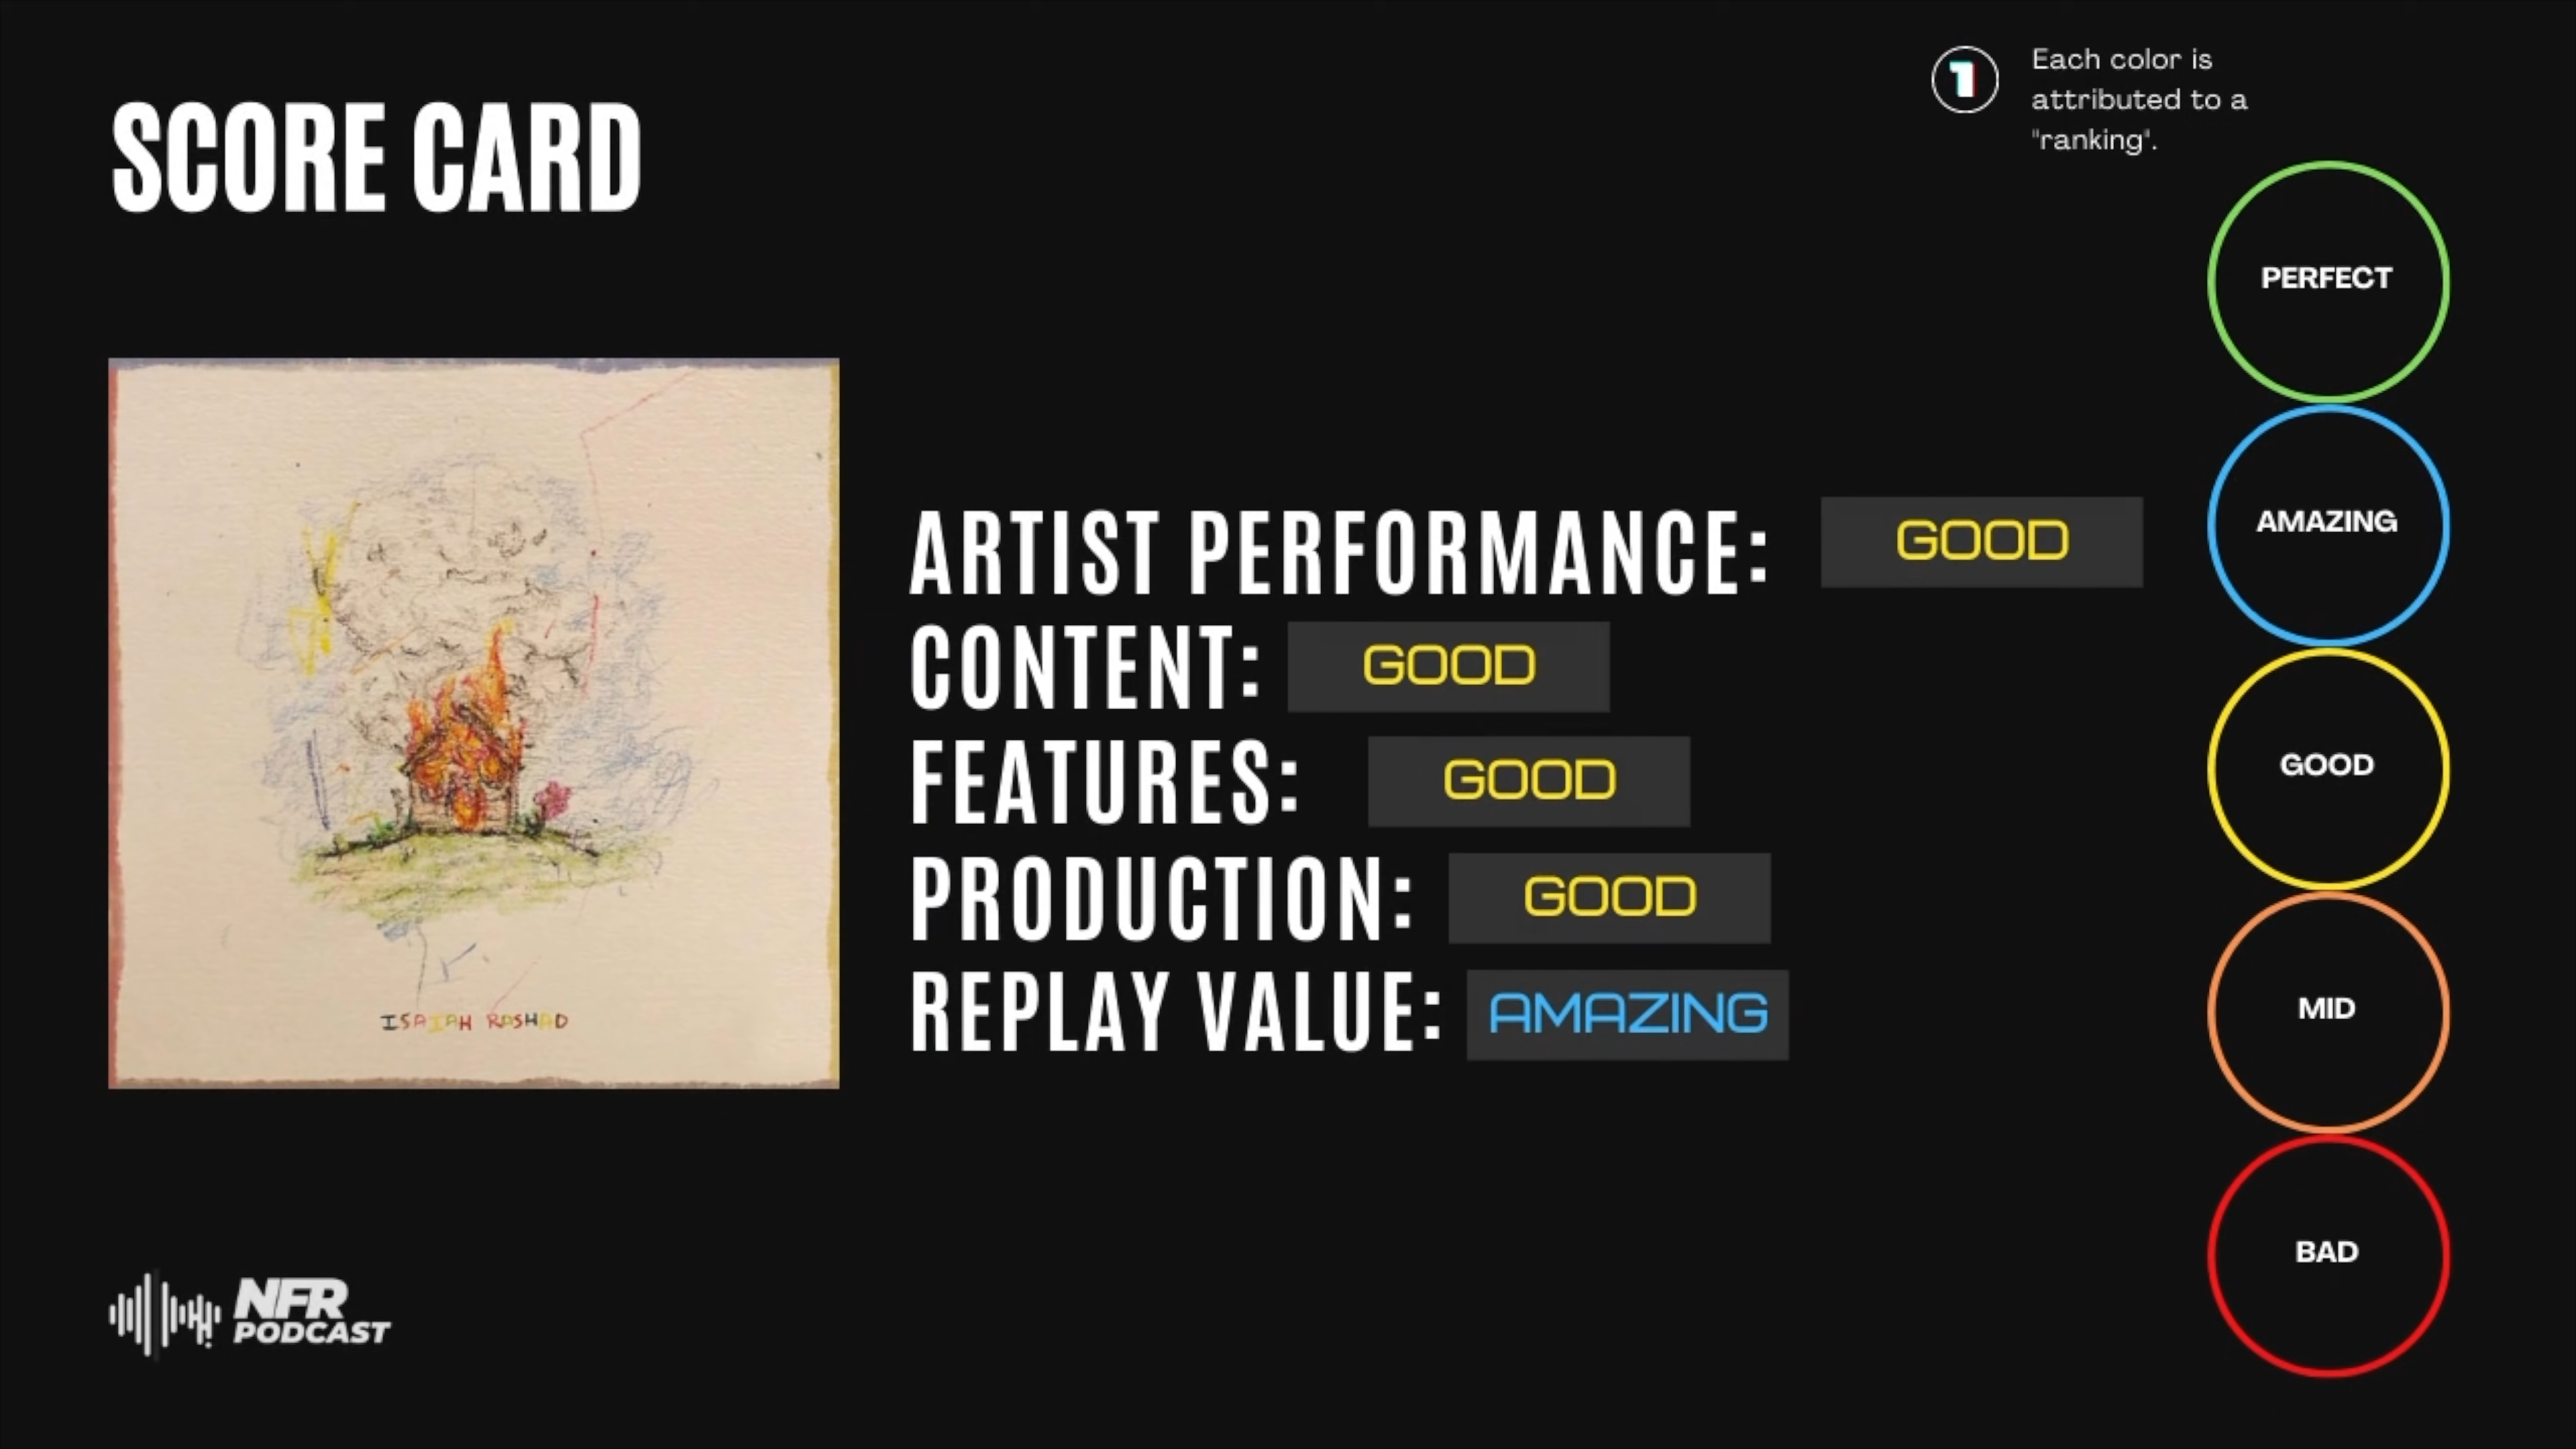 SCORE CARD
1
Each color is
attributed to a
"ranking".
PERFECT
AMAZING
GOOD
MID
BAD
ARTIST PERFORMANCE: GOOD
CONTENT: GOOD
FEATURES: GOOD
PRODUCTION: GOOD
REPLAY VALUE: AMAZING
ISAIAH RASHAD
NFR
PODCAST